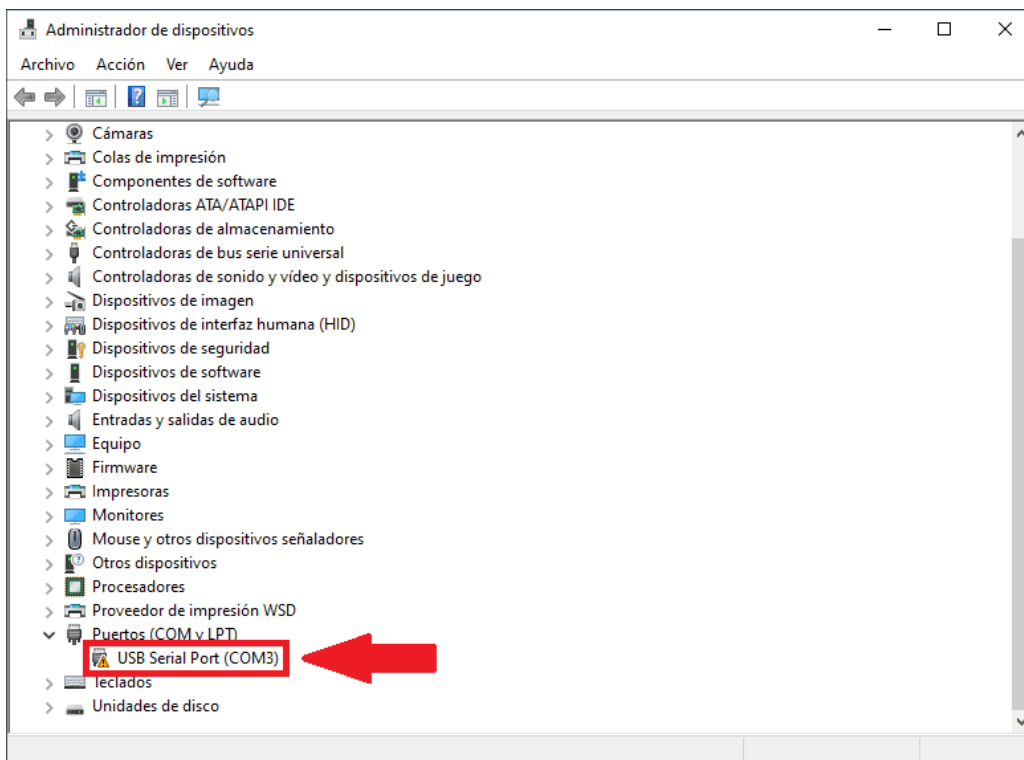 Administrador de dispositivos
Archivo Acción Ver Ayuda
Cámaras
Colas de impresión
Componentes de software
Controladoras ATA/ATAPI IDE
Controladoras de almacenamiento
Controladoras de bus serie universal
Controladoras de sonido y vídeo y dispositivos de juego
Dispositivos de imagen
Dispositivos de interfaz humana (HID)
Dispositivos de seguridad
Dispositivos de software
Dispositivos del sistema
Entradas y salidas de audio
Equipo
Firmware
Impresoras
Monitores
Mouse y otros dispositivos señaladores
Otros dispositivos
Procesadores
Proveedor de impresión WSD
Puertos (COM y LPT)
USB Serial Port (COM3)
Teclados
Unidades de disco